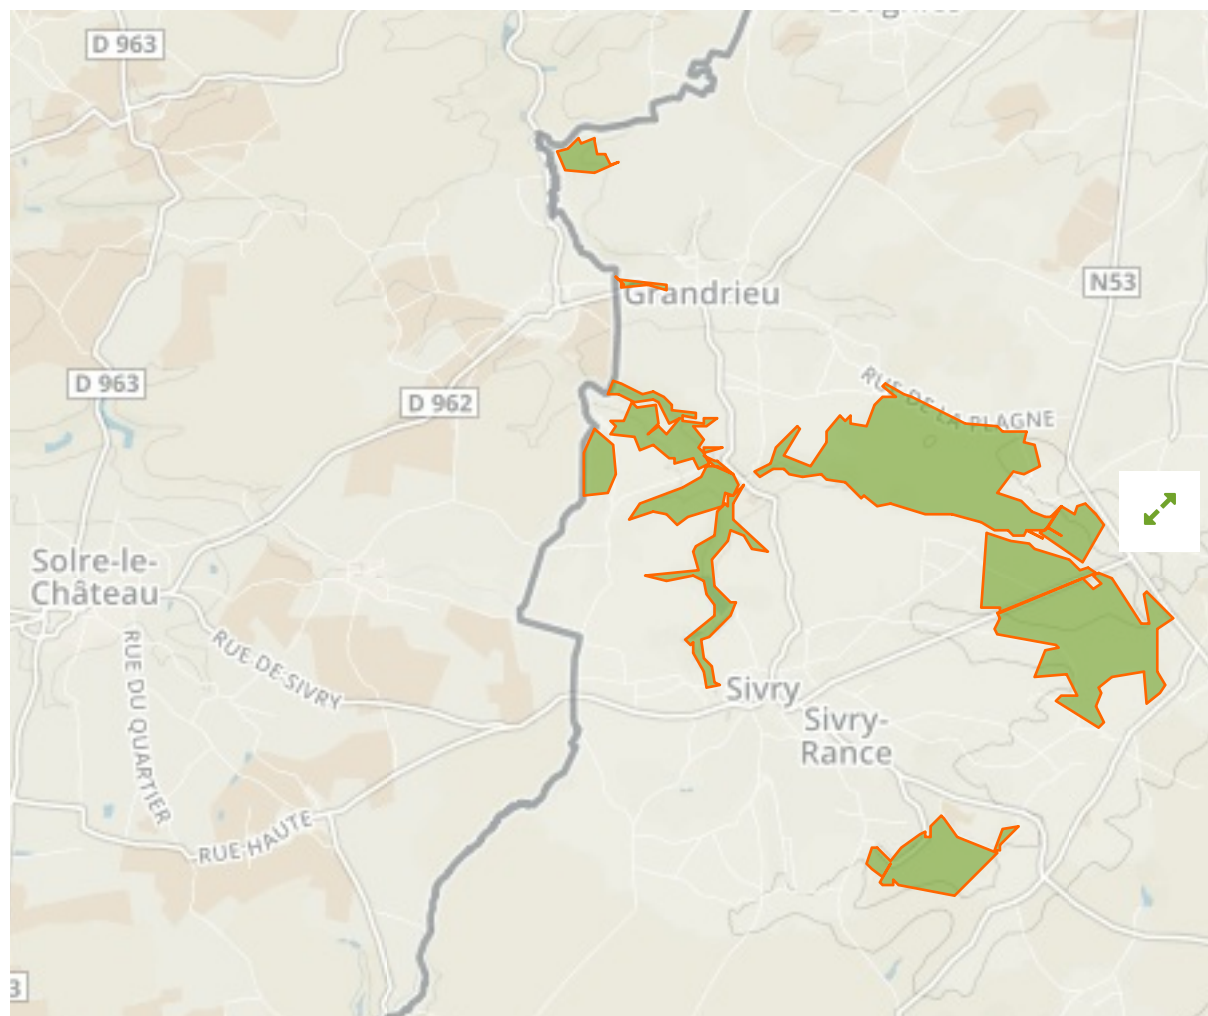 D 963
N53
Grandrieu
D 963
D 962
RUE DE LA PLAGNE
Solre-le-
Château
RUE DE SIVRY
RUE DU QUARTIER
Sivry
Sivry-
Rance
RUE HAUTE
3